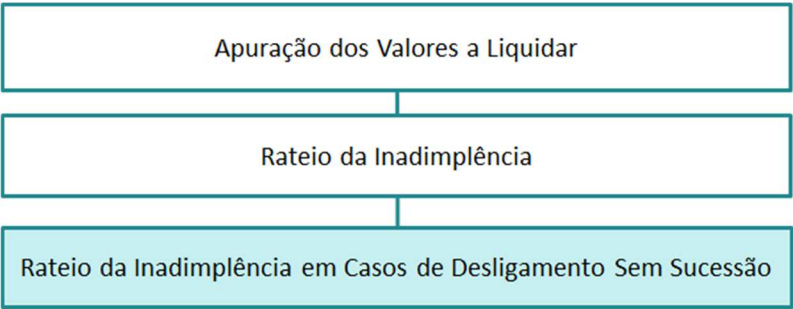 Apuração dos Valores a Liquidar
Rateio da Inadimplência
Rateio da Inadimplência em Casos de Desligamento Sem Sucessão